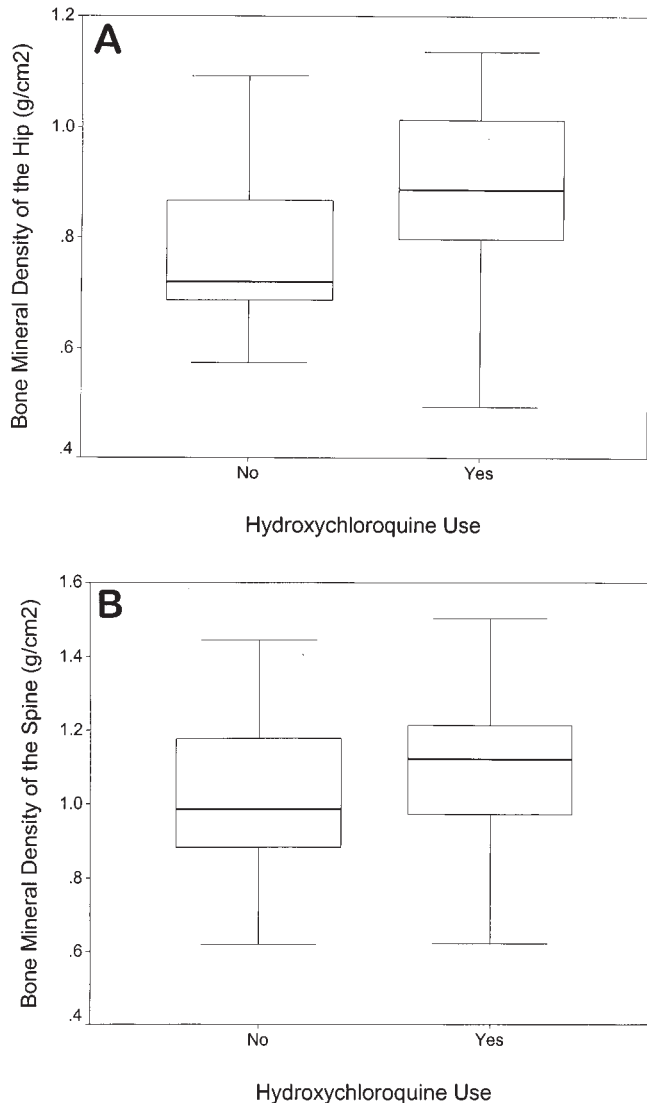 A
Bone Mineral Density of the Hip (g/cm2)
1.2
1.0
.8
.6
.4
No
Yes
Hydroxychloroquine Use
B
Bone Mineral Density of the Spine (g/cm2)
1.6
1.4
1.2
1.0
.8
.6
.4
No
Yes
Hydroxychloroquine Use